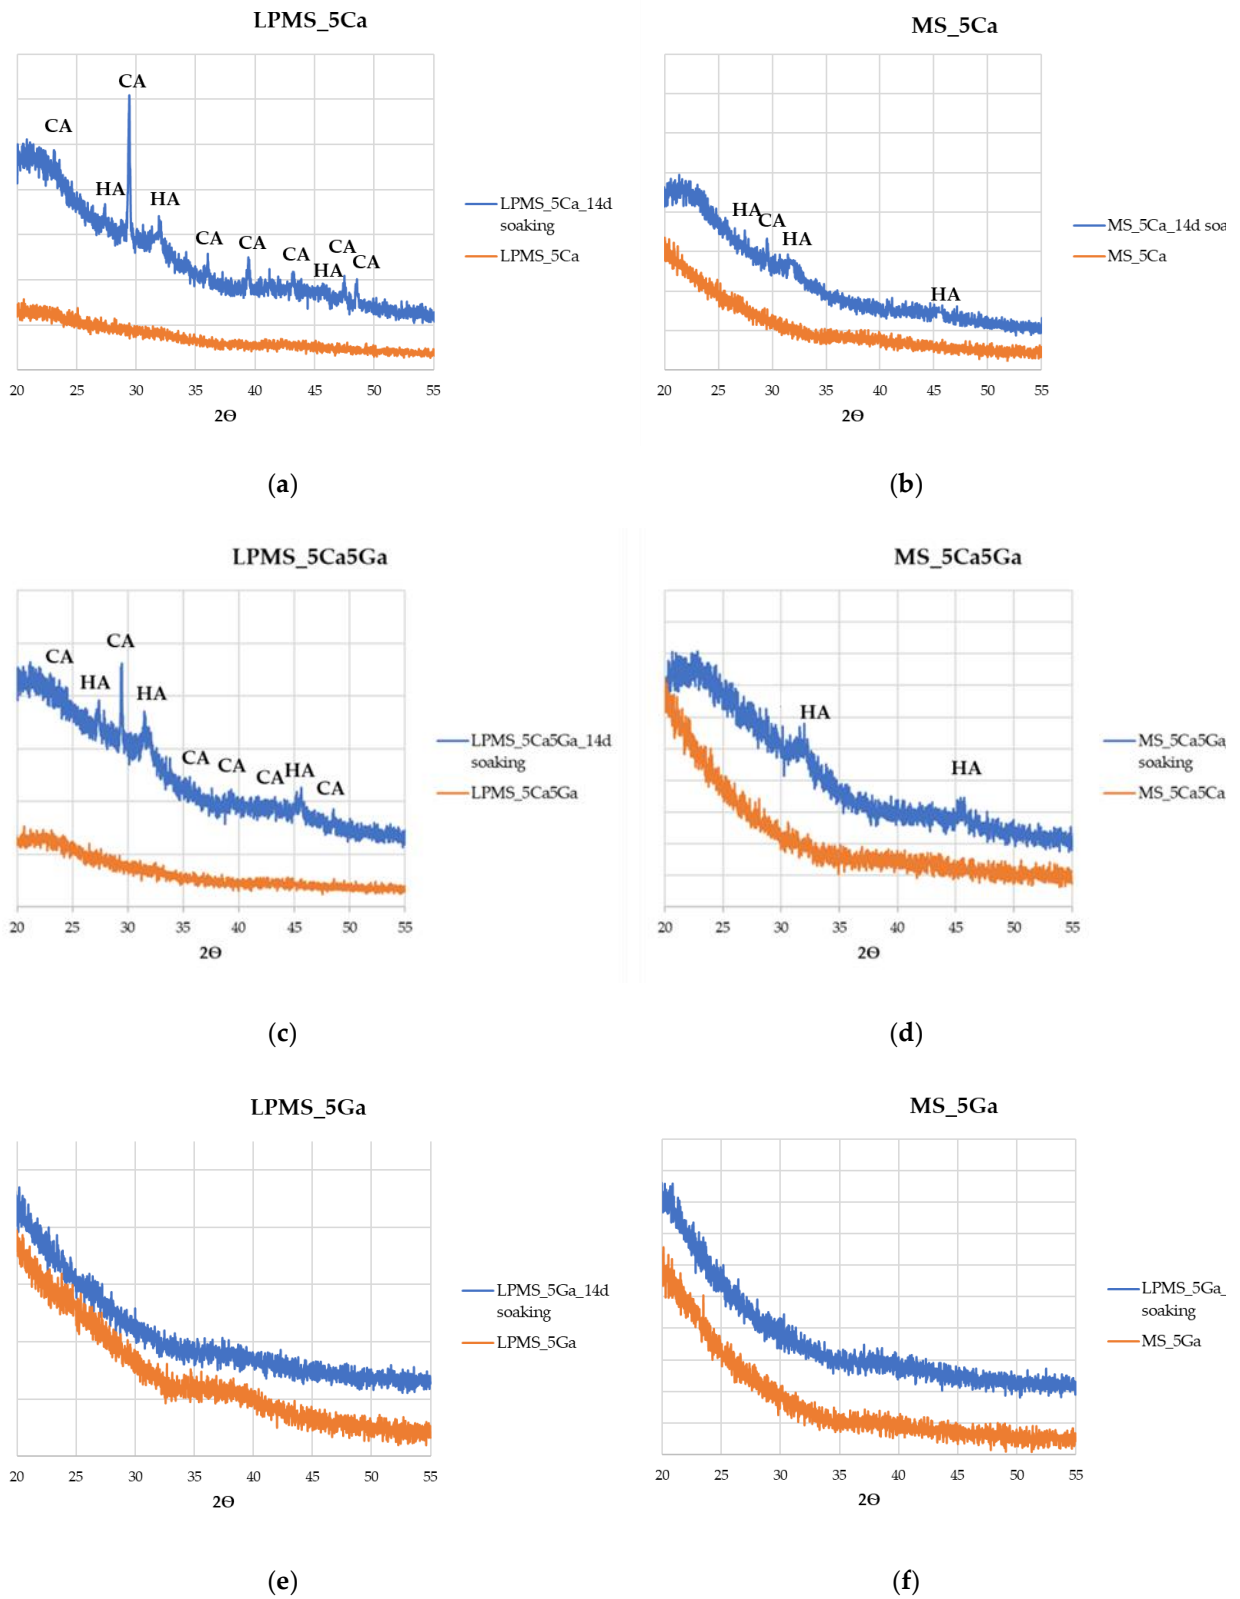 LPMS_5Ca
CA
CA
HA
HA
CA
CA
CA
CA
HA
CA
LPMS_5Ca_14d
soaking
LPMS_5Ca
20 25 30 35 40 45 50 55
2Θ
(a)
MS_5Ca
HA
CA
HA
HA
MS_5Ca_14d soa
MS_5Ca
20 25 30 35 40 45 50 55
2Θ
(b)
LPMS_5Ca5Ga
CA
CA
HA
HA
CA
CA
CA
HA
CA
LPMS_5Ca5Ga_14d
soaking
LPMS_5Ca5Ga
20 25 30 35 40 45 50 55
2Θ
(c)
MS_5Ca5Ga
HA
HA
MS_5Ca5Ga_
soaking
MS_5Ca5Ca
20 25 30 35 40 45 50 55
2Θ
(d)
LPMS_5Ga
LPMS_5Ga_14d
soaking
LPMS_5Ga
20 25 30 35 40 45 50 55
2Θ
(e)
MS_5Ga
LPMS_5Ga_
soaking
MS_5Ga
20 25 30 35 40 45 50 55
2Θ
(f)